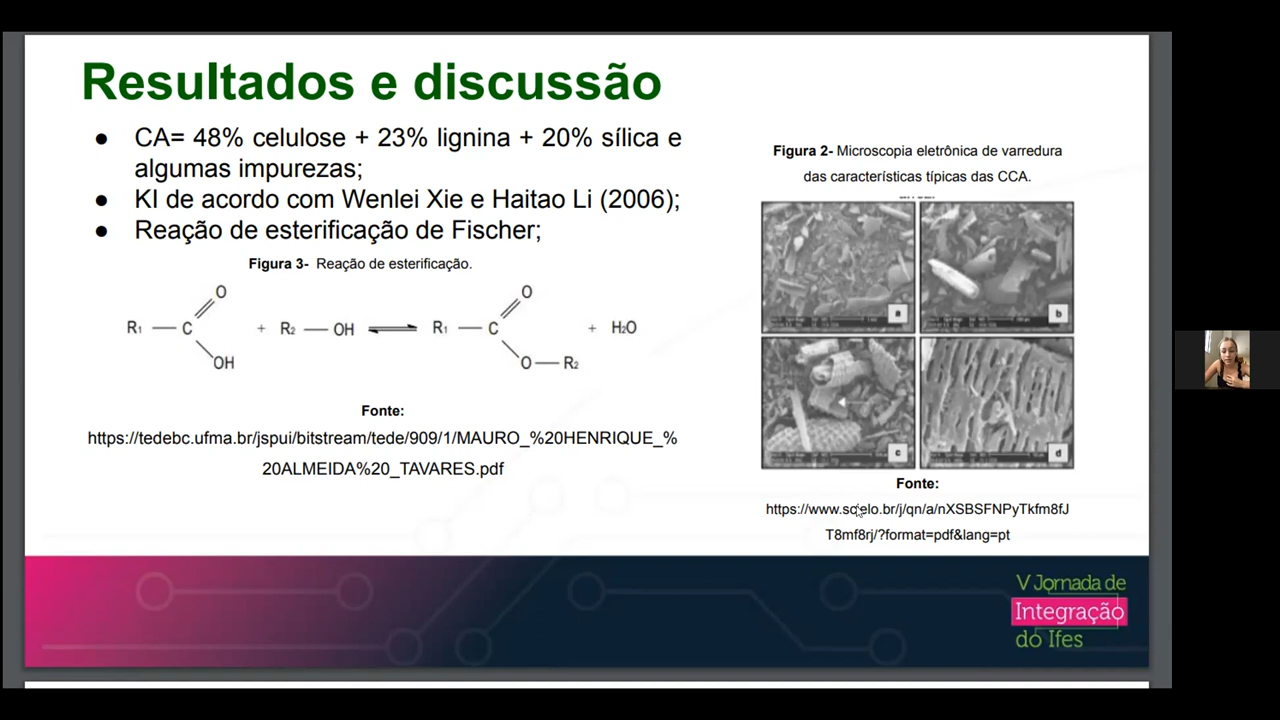 Resultados e discussão
● CA= 48% celulose + 23% lignina + 20% sílica e
algumas impurezas;
● KI de acordo com Wenlei Xie e Haitao Li (2006);
● Reação de esterificação de Fischer;
Figura 3- Reação de esterificação.
O O
R₁ — C + R₂ — OH ⇌ R₁ — C + H₂O
OH O — R₂
Fonte:
https://tedebc.ufma.br/jspui/bitstream/tede/909/1/MAURO_%20HENRIQUE_%
20ALMEIDA%20_TAVARES.pdf
Figura 2- Microscopia eletrônica de varredura
das características típicas das CCA.
a
b
c
d
Fonte:
https://www.scielo.br/j/qn/a/nXSBSFNPyTkfm8fJ
T8mf8rj/?format=pdf&lang=pt
V Jornada de
Integração
do Ifes